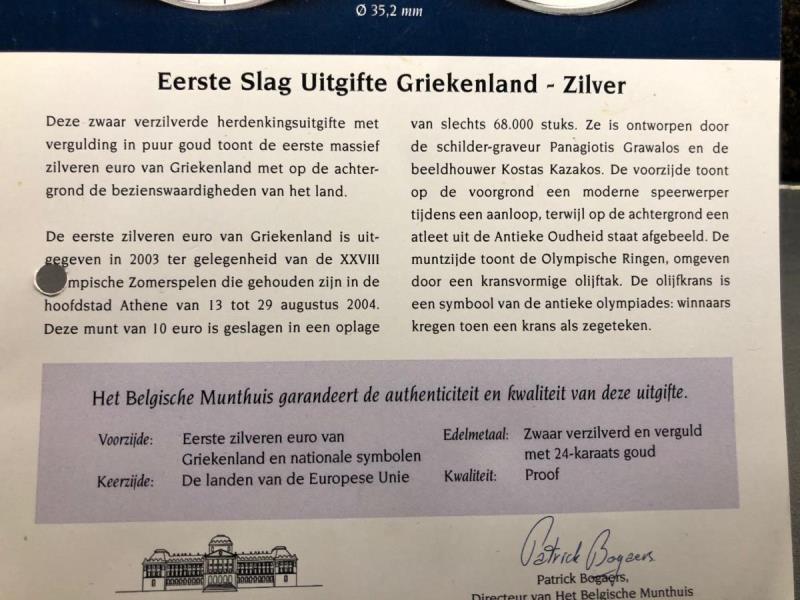 Ø 35,2 mm
Eerste Slag Uitgifte Griekenland - Zilver
Deze zwaar verzilverde herdenkingsuitgifte met
vergulding in puur goud toont de eerste massief
zilveren euro van Griekenland met op de achter-
grond de bezienswaardigheden van het land.
De eerste zilveren euro van Griekenland is uit-
gegeven in 2003 ter gelegenheid van de XXVIII
mpische Zomerspelen die gehouden zijn in de
hoofdstad Athene van 13 tot 29 augustus 2004.
Deze munt van 10 euro is geslagen in een oplage
van slechts 68.000 stuks. Ze is ontworpen door
de schilder-graveur Panagiotis Grawalos en de
beeldhouwer Kostas Kazakos. De voorzijde toont
op de voorgrond een moderne speerwerper
tijdens een aanloop, terwijl op de achtergrond een
atleet uit de Antieke Oudheid staat afgebeeld. De
muntzijde toont de Olympische Ringen, omgeven
door een kransvormige olijftak. De olijfkrans is
een symbool van de antieke olympiades: winnaars
kregen toen een krans als zegeteken.
Het Belgische Munthuis garandeert de authenticiteit en kwaliteit van deze uitgifte.
Voorzijde: Eerste zilveren euro van
Griekenland en nationale symbolen
Keerzijde: De landen van de Europese Unie
Edelmetaal: Zwaar verzilverd en verguld
met 24-karaats goud
Kwaliteit: Proof
Patrick Bogaers
Patrick Bogaers,
Directeur van Het Belgische Munthuis